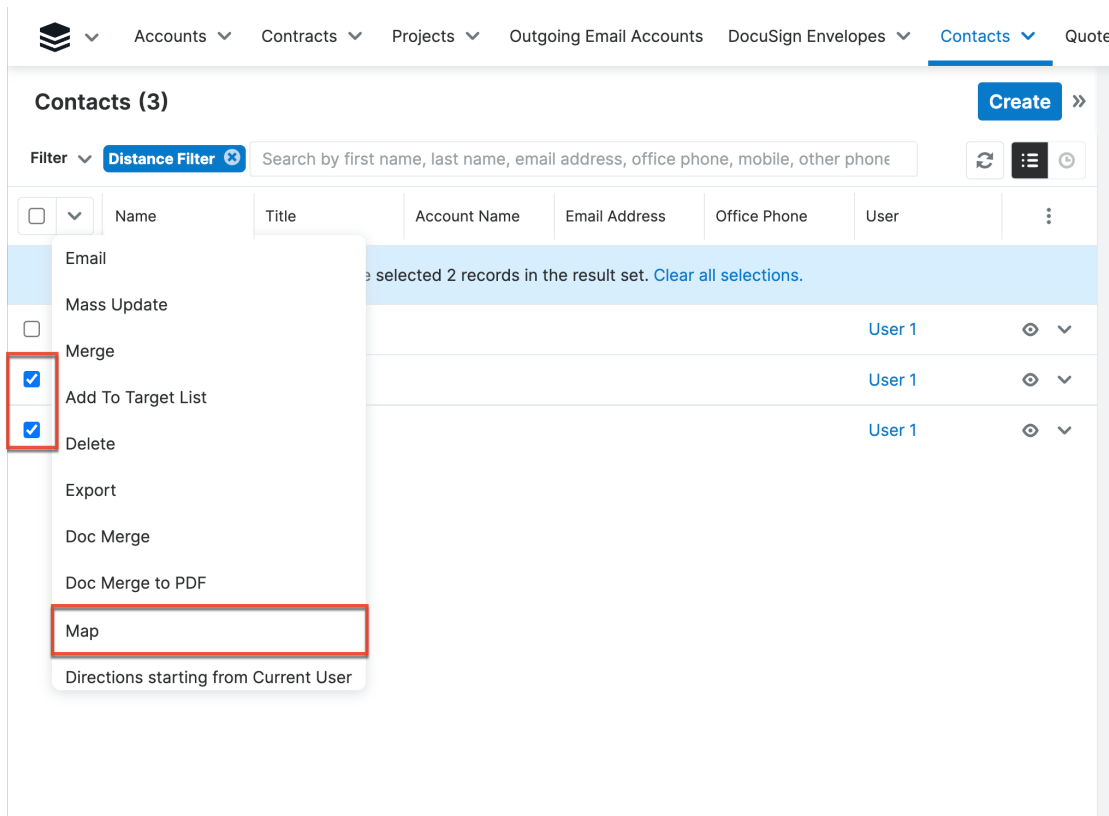 Accounts Contracts Projects Outgoing Email Accounts DocuSign Envelopes Contacts Quote
Contacts (3) Create
Filter Distance Filter Search by first name, last name, email address, office phone, mobile, other phone
Name Title Account Name Email Address Office Phone User
Email
selected 2 records in the result set. Clear all selections.
Mass Update
User 1
Merge
User 1
Add To Target List
User 1
Delete
Export
Doc Merge
Doc Merge to PDF
Map
Directions starting from Current User